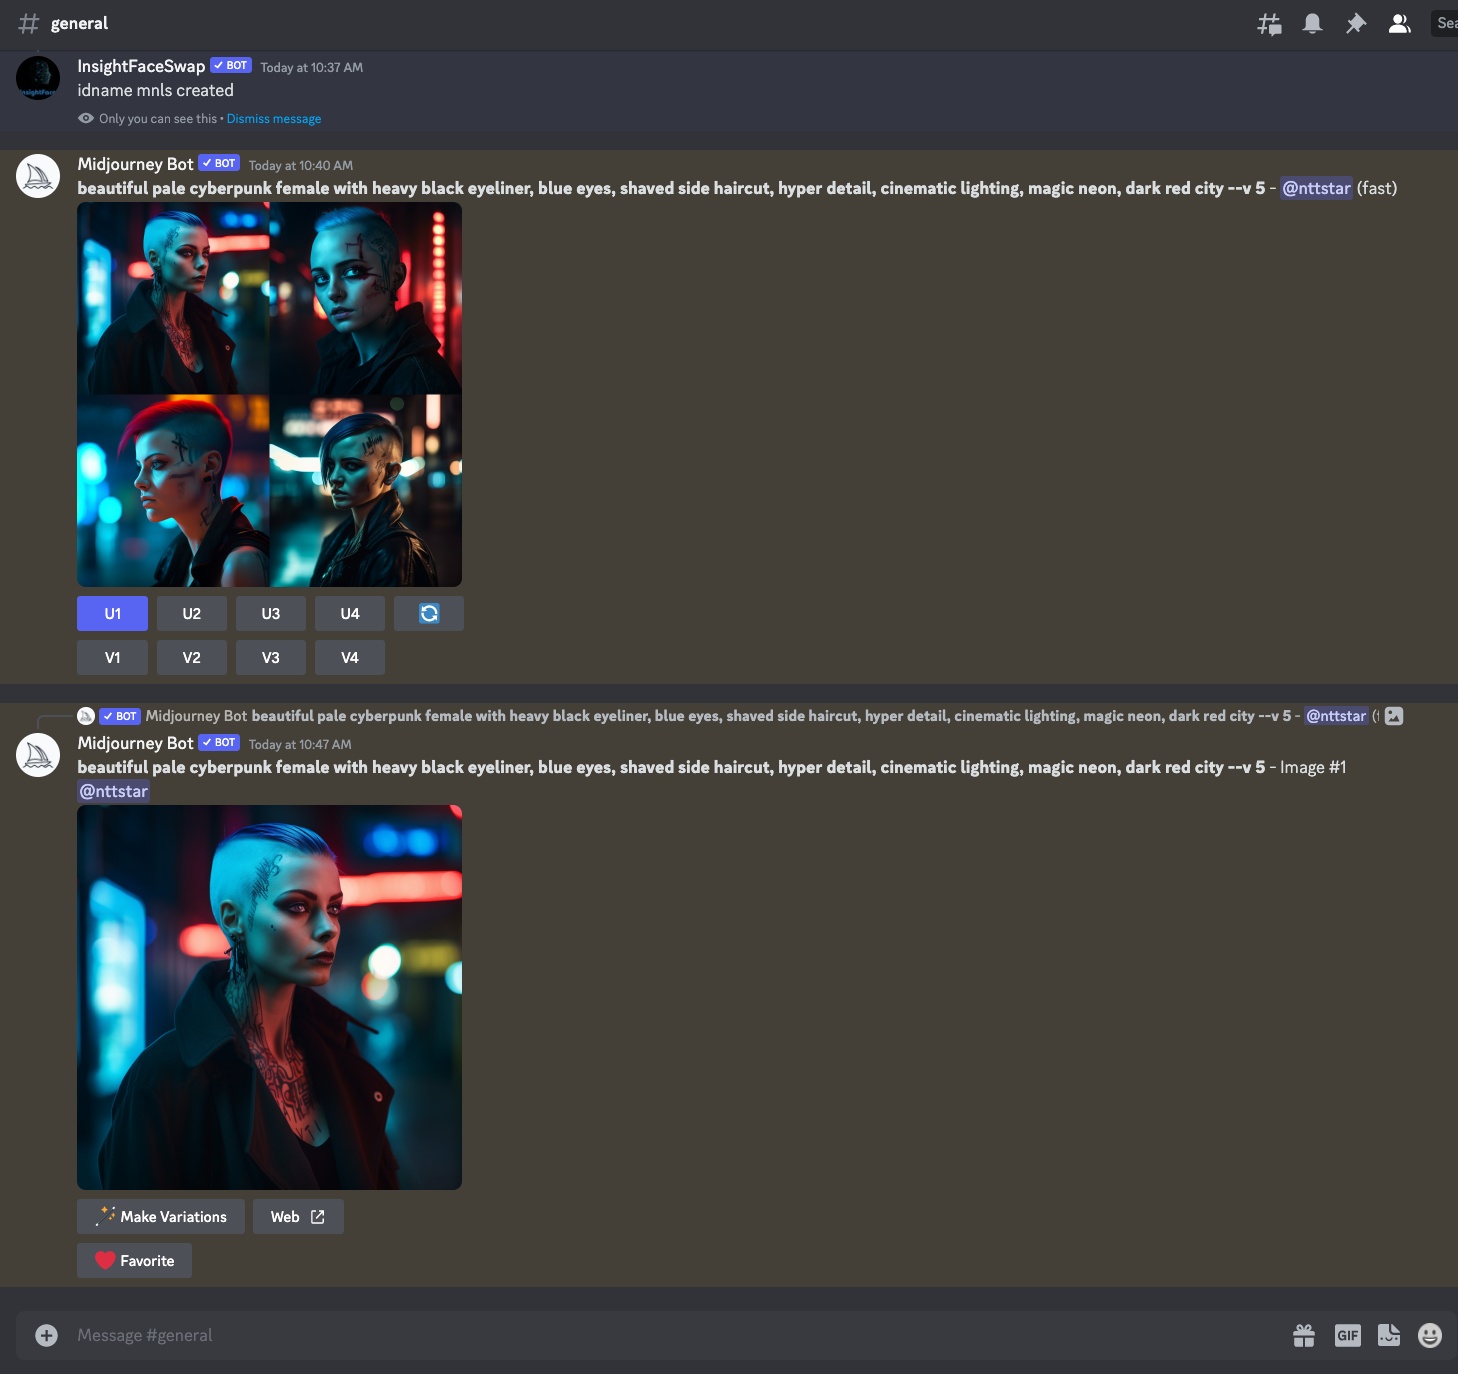 general
Sea
InsightFaceSwap BOT Today at 10:37 AM
idname mnls created
Only you can see this • Dismiss message
Midjourney Bot BOT Today at 10:40 AM
beautiful pale cyberpunk female with heavy black eyeliner, blue eyes, shaved side haircut, hyper detail, cinematic lighting, magic neon, dark red city --v 5 - @nttstar (fast)
U1 U2 U3 U4
V1 V2 V3 V4
BOT Midjourney Bot beautiful pale cyberpunk female with heavy black eyeliner, blue eyes, shaved side haircut, hyper detail, cinematic lighting, magic neon, dark red city --v 5 - @nttstar (
Midjourney Bot BOT Today at 10:47 AM
beautiful pale cyberpunk female with heavy black eyeliner, blue eyes, shaved side haircut, hyper detail, cinematic lighting, magic neon, dark red city --v 5 - Image #1
@nttstar
Make Variations Web
Favorite
Message #general
GIF